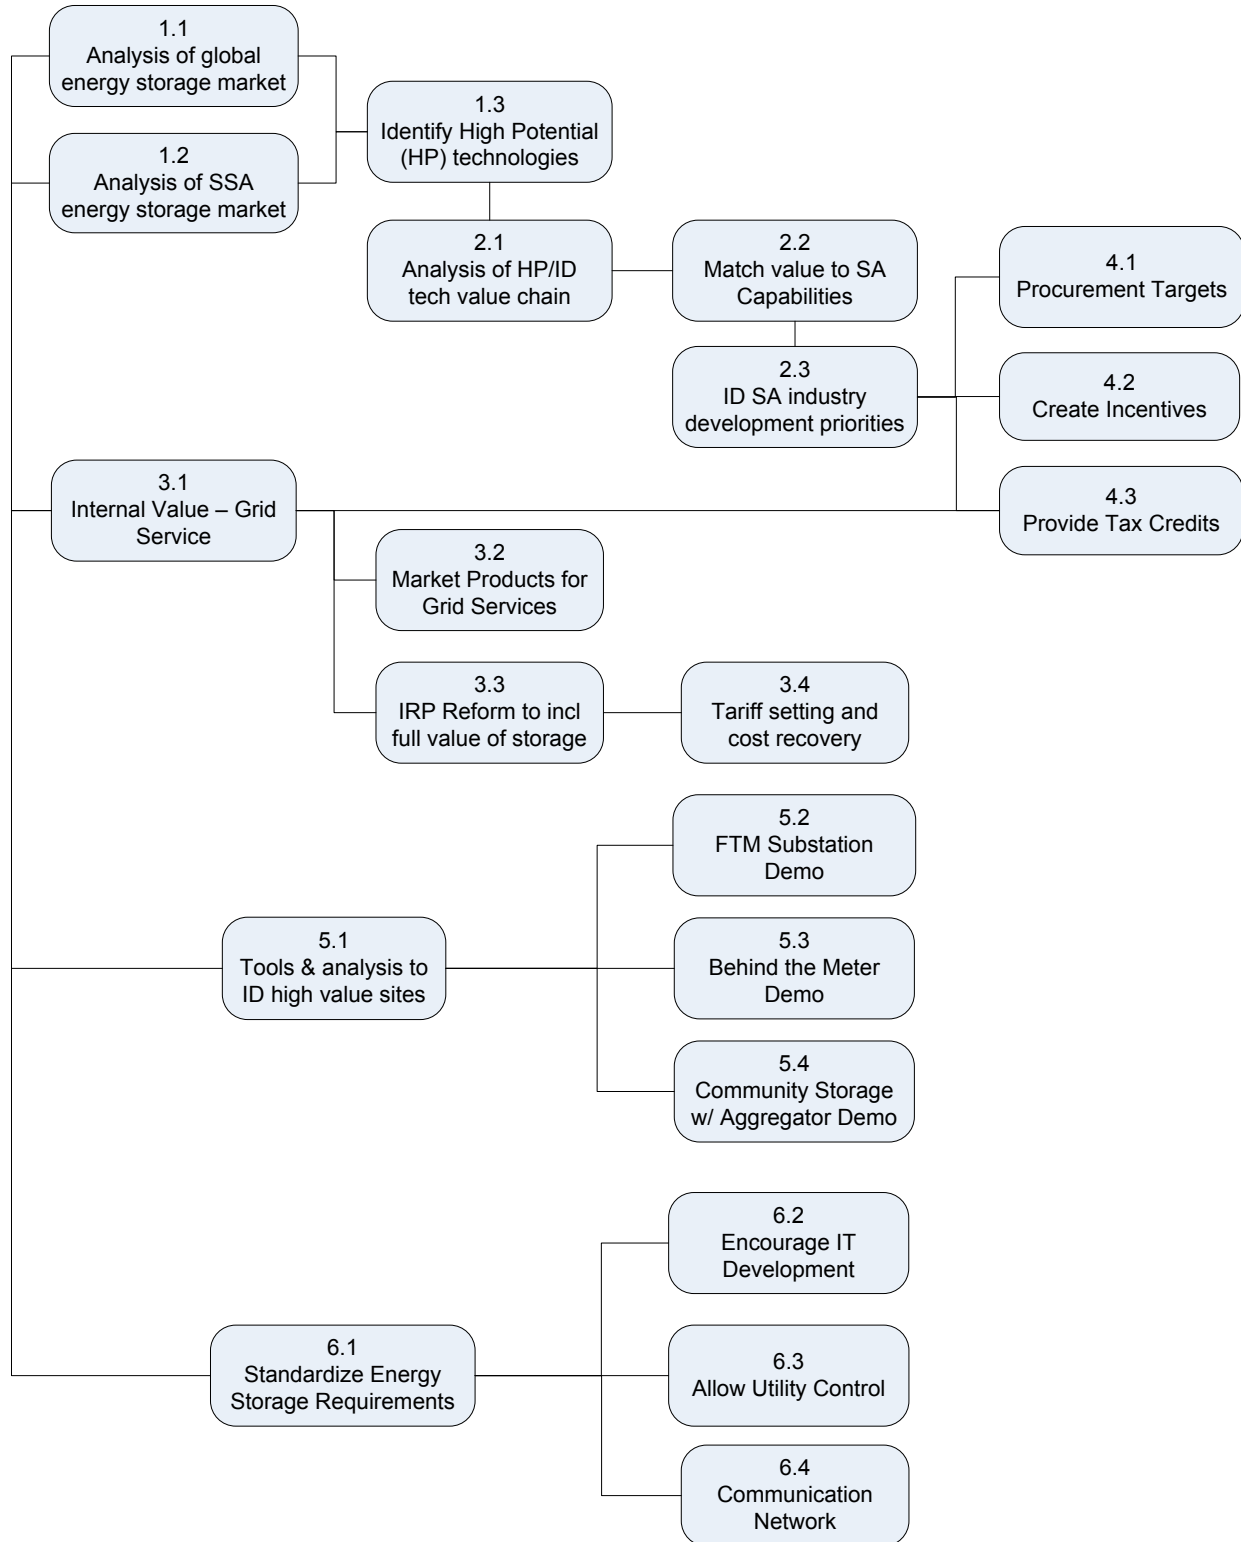 1.1
Analysis of global
energy storage market
1.2
Analysis of SSA
energy storage market
1.3
Identify High Potential
(HP) technologies
2.1
Analysis of HP/ID
tech value chain
2.2
Match value to SA
Capabilities
2.3
ID SA industry
development priorities
4.1
Procurement Targets
4.2
Create Incentives
4.3
Provide Tax Credits
3.1
Internal Value – Grid
Service
3.2
Market Products for
Grid Services
3.3
IRP Reform to incl
full value of storage
3.4
Tariff setting and
cost recovery
5.1
Tools & analysis to
ID high value sites
5.2
FTM Substation
Demo
5.3
Behind the Meter
Demo
5.4
Community Storage
w/ Aggregator Demo
6.1
Standardize Energy
Storage Requirements
6.2
Encourage IT
Development
6.3
Allow Utility Control
6.4
Communication
Network